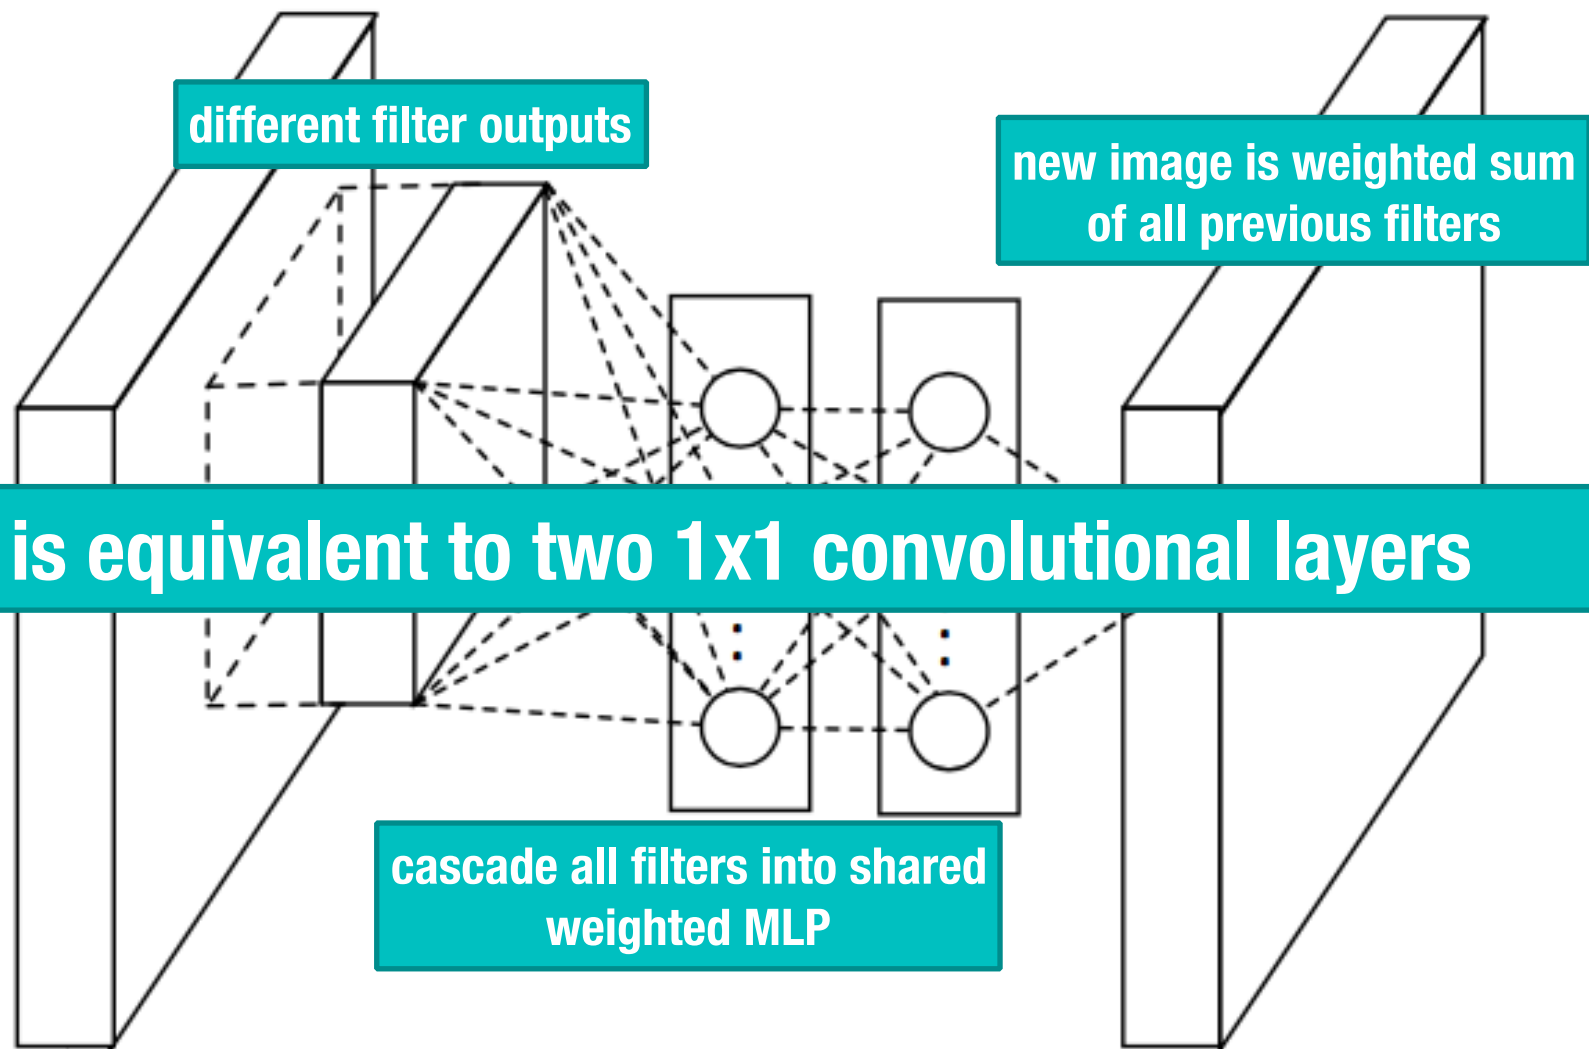 different filter outputs
new image is weighted sum
of all previous filters
is equivalent to two 1x1 convolutional layers
cascade all filters into shared
weighted MLP